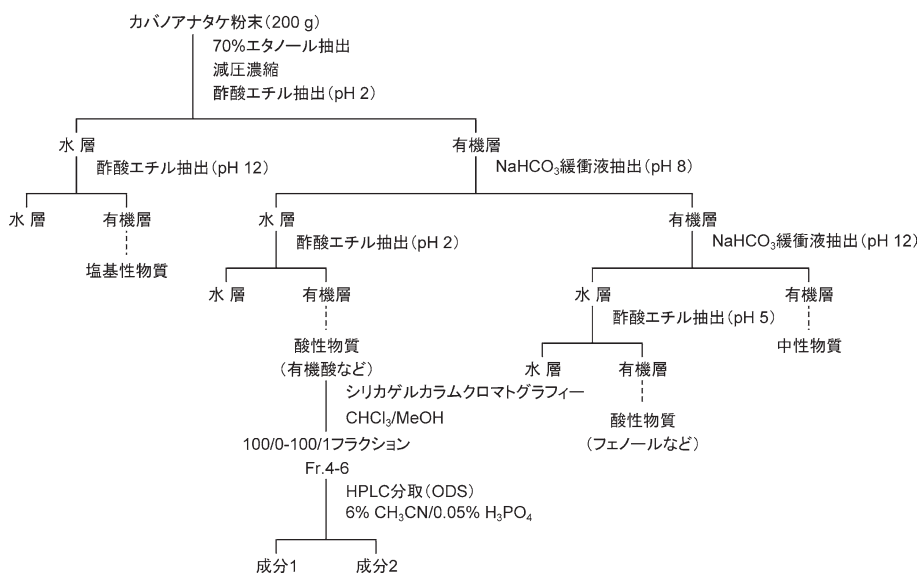 カバノアナタケ粉末(200 g)
70%エタノール抽出
減圧濃縮
酢酸エチル抽出(pH 2)
水 層
有機層
酢酸エチル抽出(pH 12)
NaHCO₃緩衝液抽出(pH 8)
水 層
有機層
水 層
有機層
塩基性物質
酢酸エチル抽出(pH 2)
NaHCO₃緩衝液抽出(pH 12)
水 層
有機層
水 層
有機層
酸性物質
(有機酸など)
酢酸エチル抽出(pH 5)
中性物質
水 層
有機層
酸性物質
(フェノールなど)
シリカゲルカラムクロマトグラフィー
CHCl₃/MeOH
100/0-100/1フラクション
Fr.4-6
HPLC分取(ODS)
6% CH₃CN/0.05% H₃PO₄
成分1
成分2